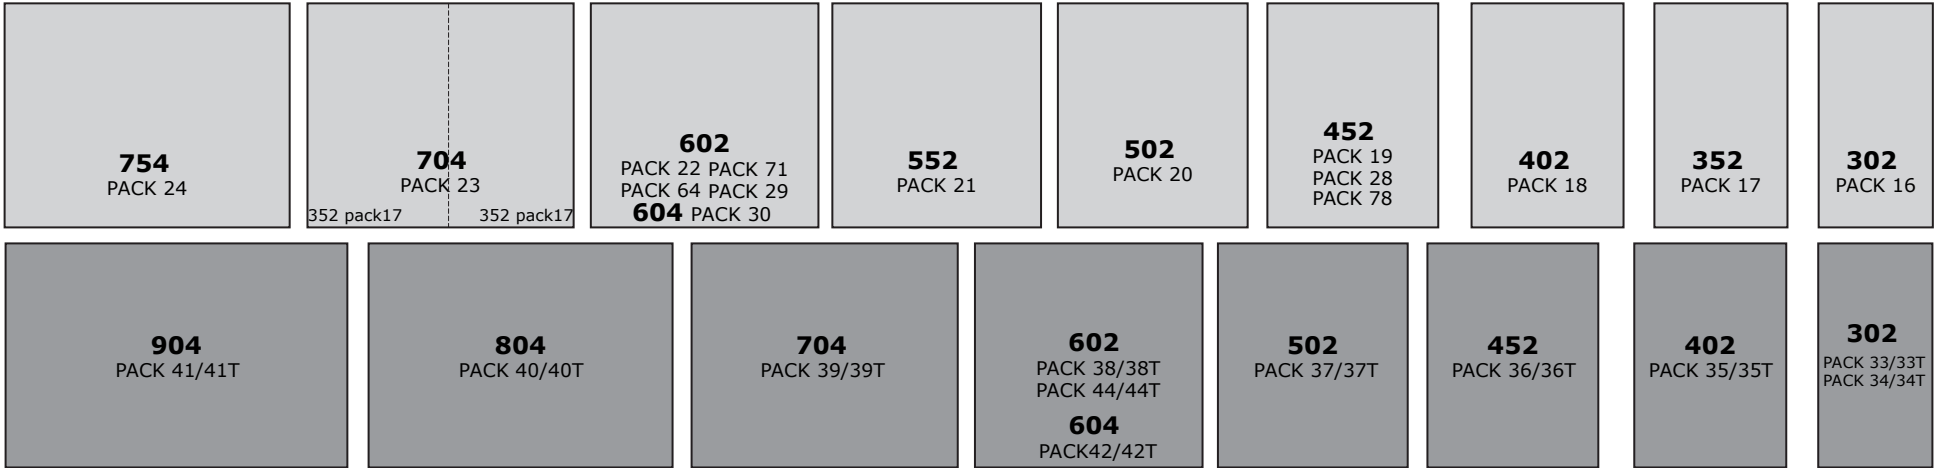 754
PACK 24
704
PACK 23
352 pack17
352 pack17
602
PACK 22 PACK 71
PACK 64 PACK 29
604 PACK 30
552
PACK 21
502
PACK 20
452
PACK 19
PACK 28
PACK 78
402
PACK 18
352
PACK 17
302
PACK 16
904
PACK 41/41T
804
PACK 40/40T
704
PACK 39/39T
602
PACK 38/38T
PACK 44/44T
604
PACK42/42T
502
PACK 37/37T
452
PACK 36/36T
402
PACK 35/35T
302
PACK 33/33T
PACK 34/34T